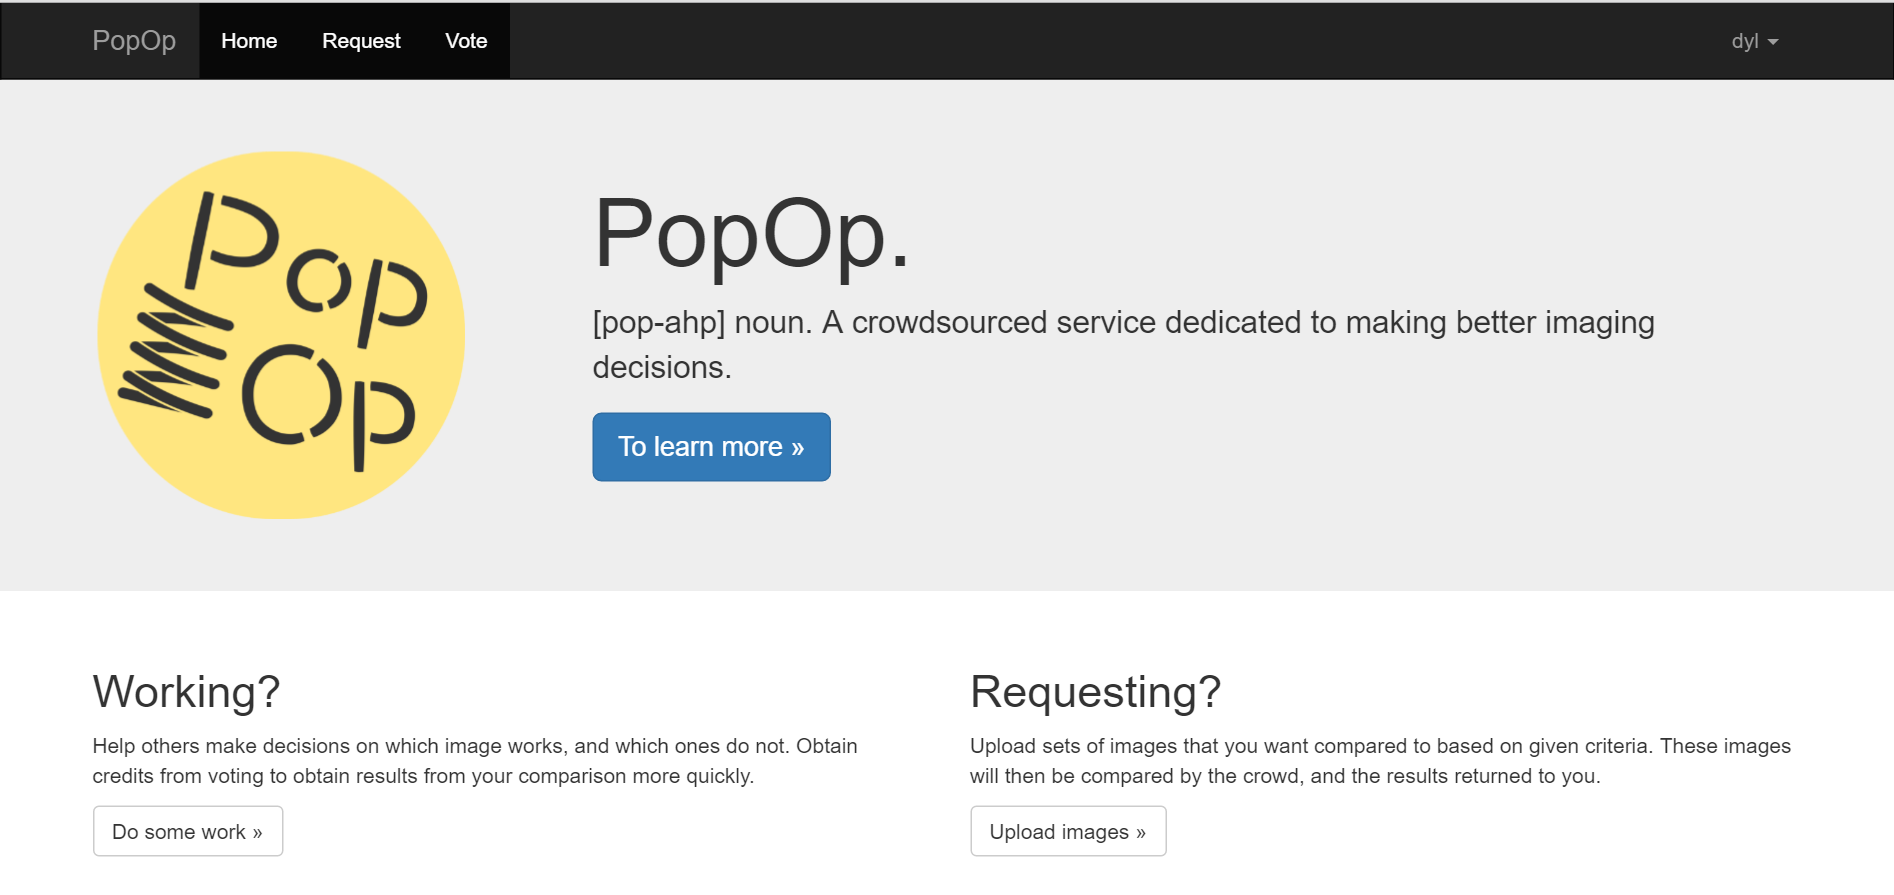 PopOp Home Request Vote dyl
Pop
Op
PopOp.
[pop-ahp] noun. A crowdsourced service dedicated to making better imaging
decisions.
To learn more »
Working?
Help others make decisions on which image works, and which ones do not. Obtain
credits from voting to obtain results from your comparison more quickly.
Do some work »
Requesting?
Upload sets of images that you want compared to based on given criteria. These images
will then be compared by the crowd, and the results returned to you.
Upload images »